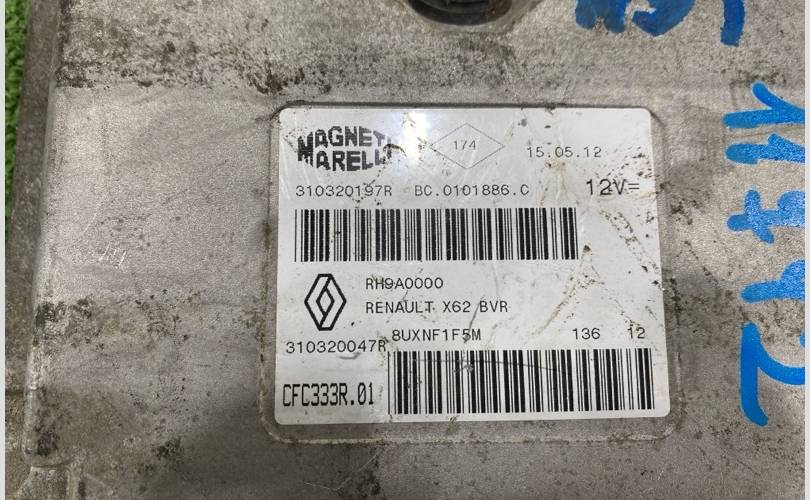 MAGNETI
MARELLI
174
15.05.12
310320197R BC.0101886.C 12V=
RH9A0000
RENAULT X62 BVR
310320047R 8UXNF1F5M 136 12
CFC333R.01